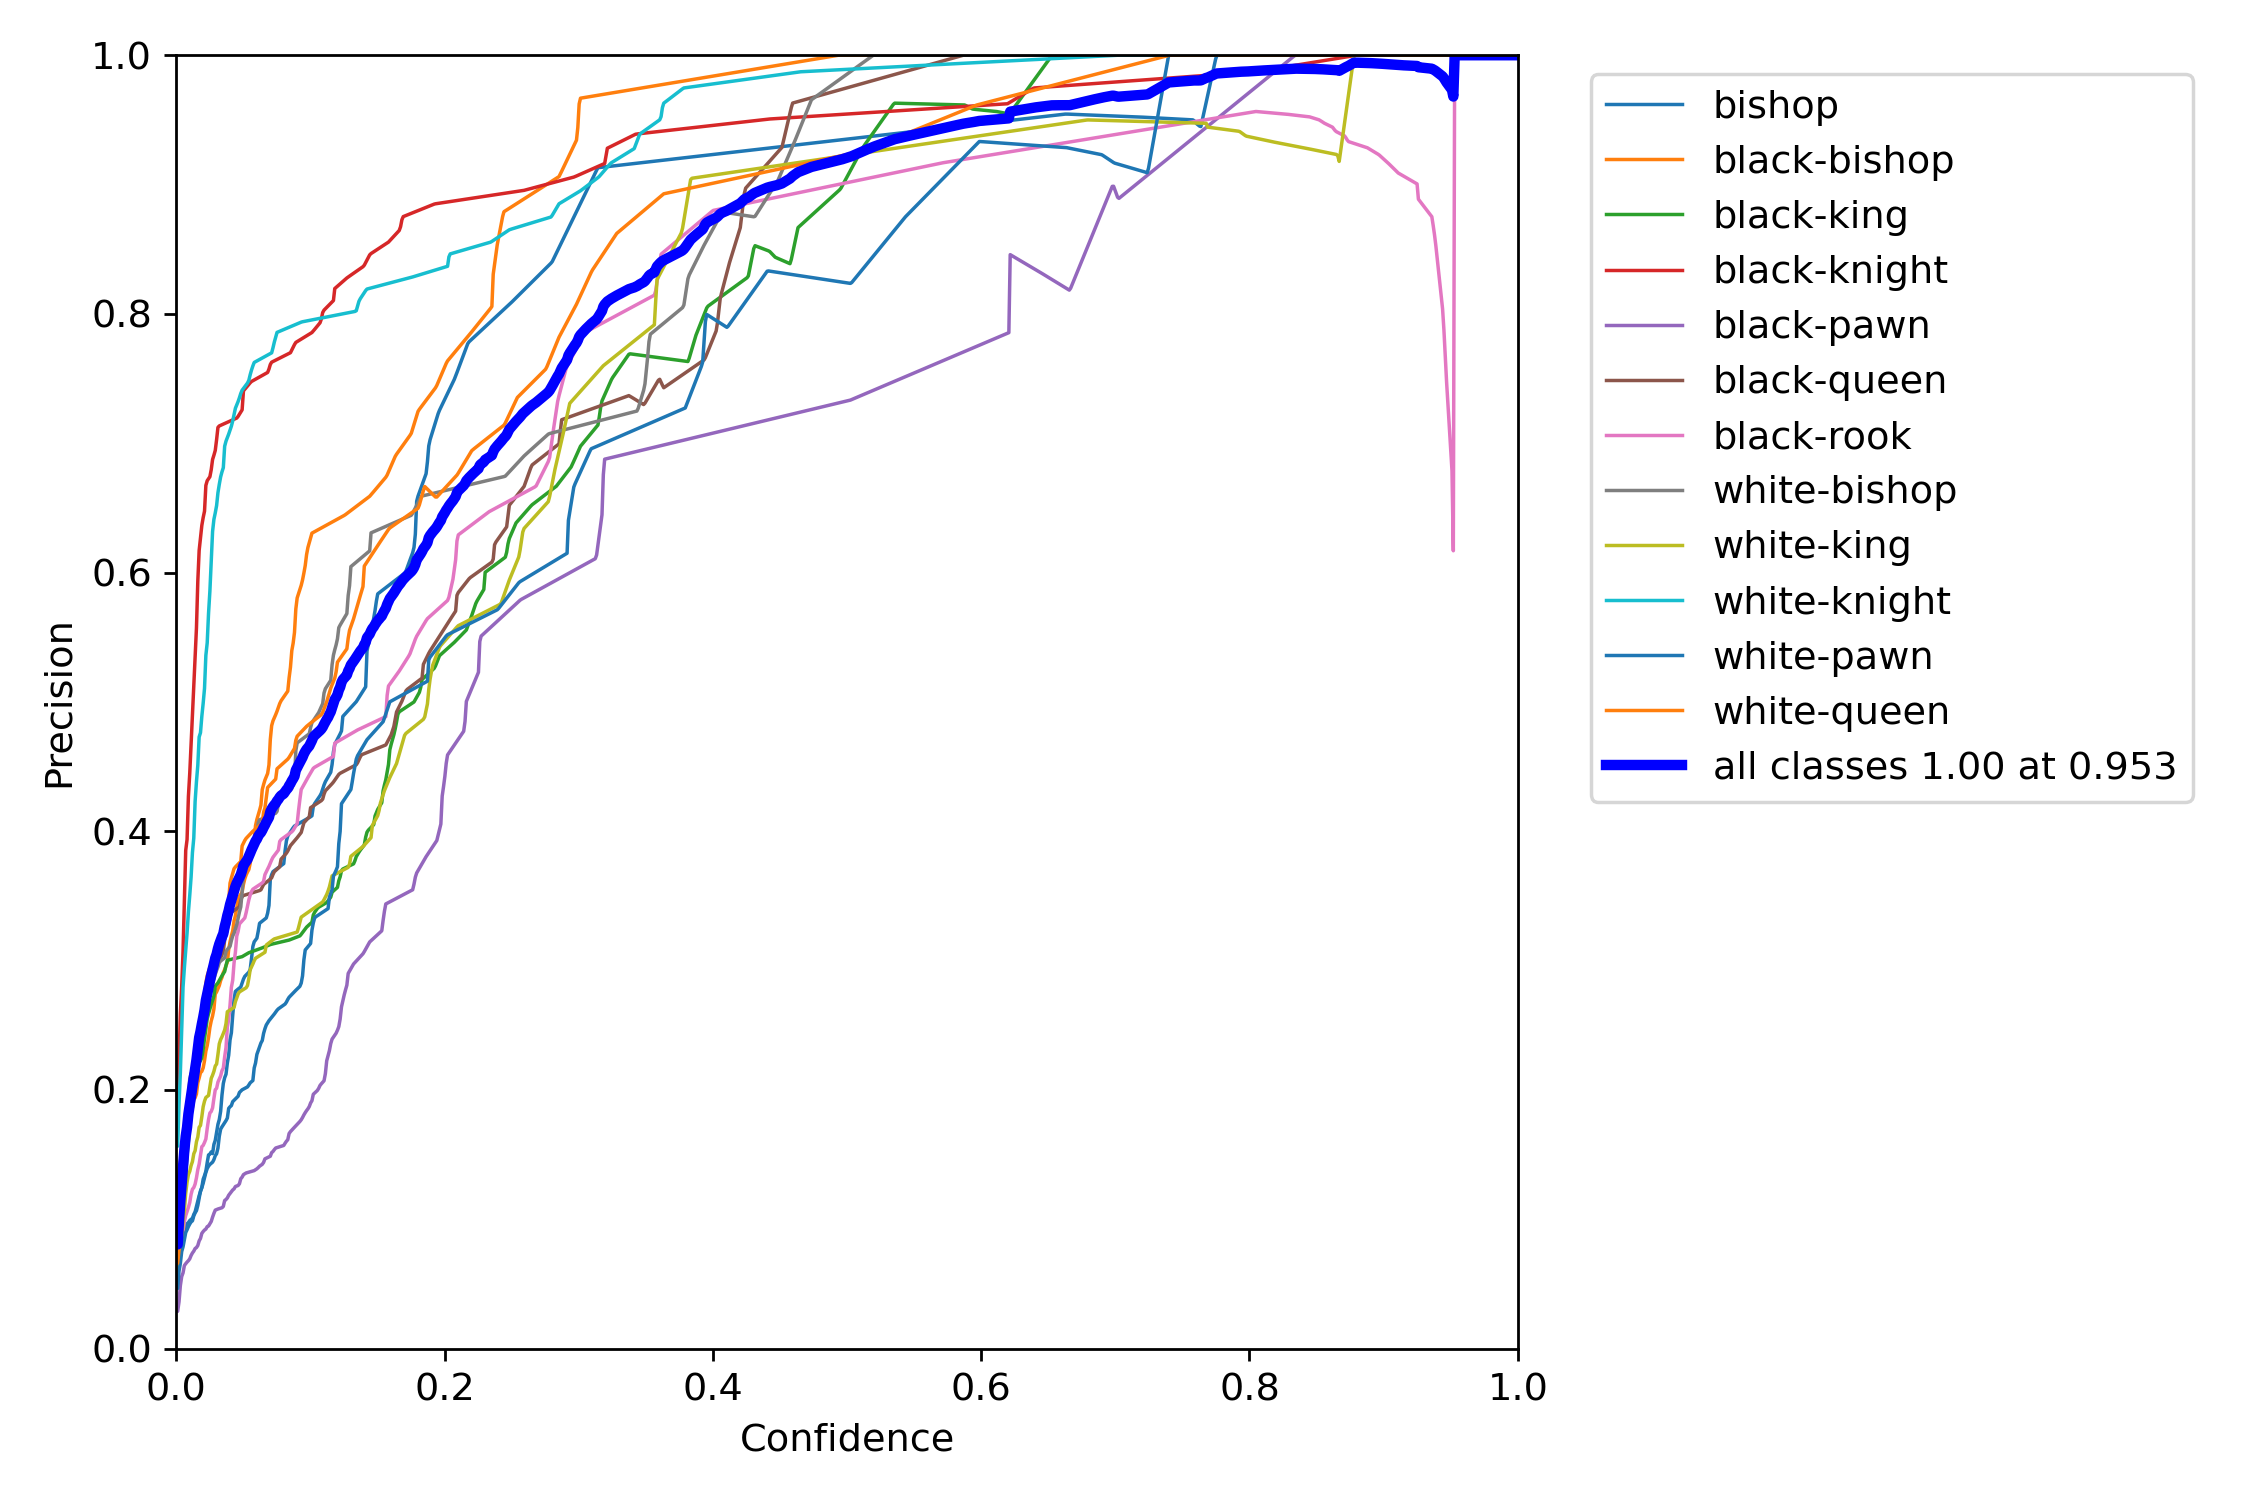 1.0
0.8
0.6
0.4
0.2
0.0
Precision
0.0 0.2 0.4 0.6 0.8 1.0
Confidence
bishop
black-bishop
black-king
black-knight
black-pawn
black-queen
black-rook
white-bishop
white-king
white-knight
white-pawn
white-queen
all classes 1.00 at 0.953